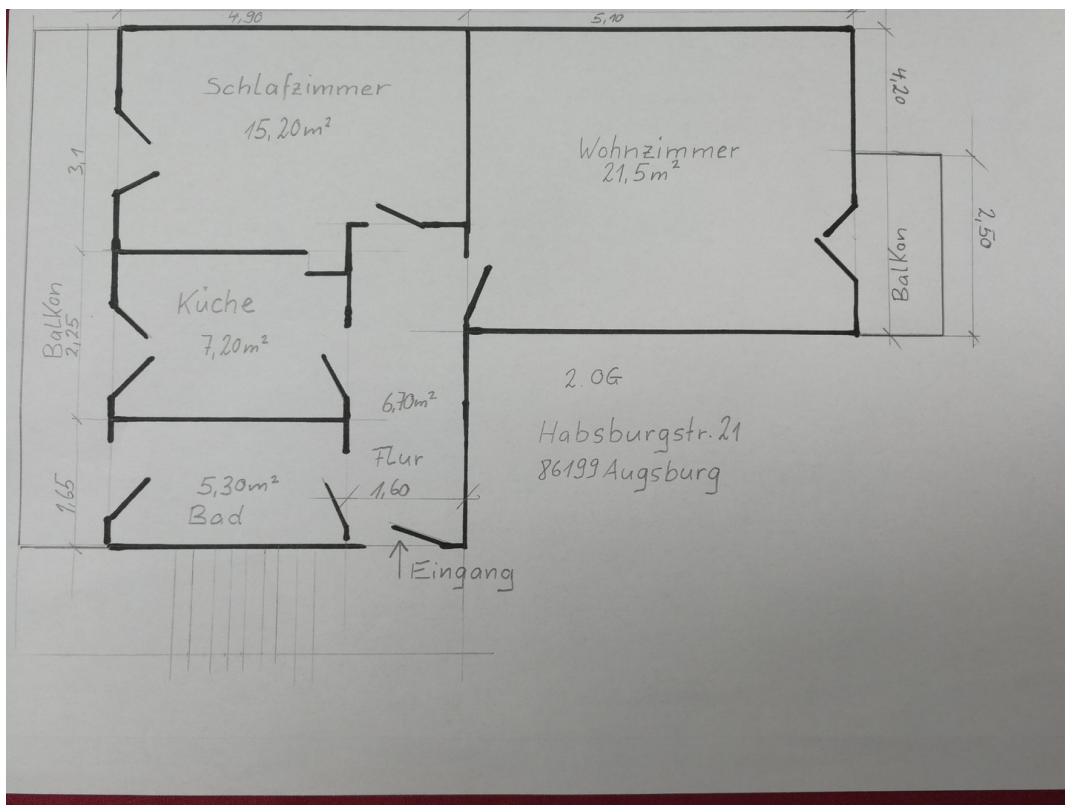 4,90
5,10
Schlafzimmer
15,20m²
4,20
3,1
Wohnzimmer
21,5m²
2,50
Balkon
Küche
7,20m²
Balkon
2,25
2. OG
6,70m²
Habsburgstr. 21
86199 Augsburg
Flur
1,60
1,65
5,30m²
Bad
Eingang